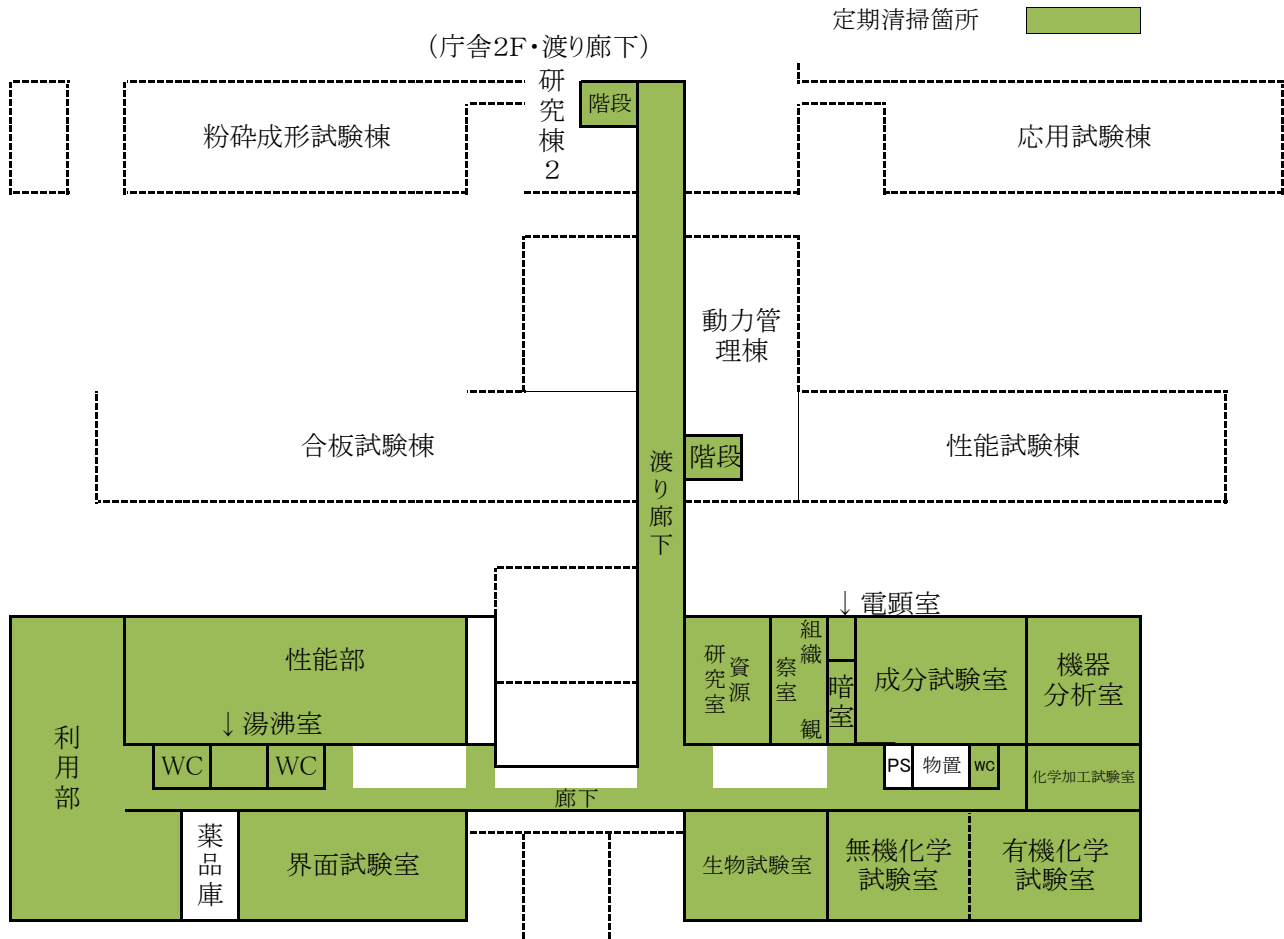 定期清掃箇所
（庁舎2F・渡り廊下）
研究棟2
階段
粉砕成形試験棟
応用試験棟
動力管
理棟
合板試験棟
渡り廊下
階段
性能試験棟
↓ 電顕室
性能部
資源
研究室
組織観
察室
暗室
成分試験室
機器
分析室
↓ 湯沸室
利用部
WC
WC
PS
物置
WC
化学加工試験室
廊下
薬品庫
界面試験室
生物試験室
無機化学
試験室
有機化学
試験室